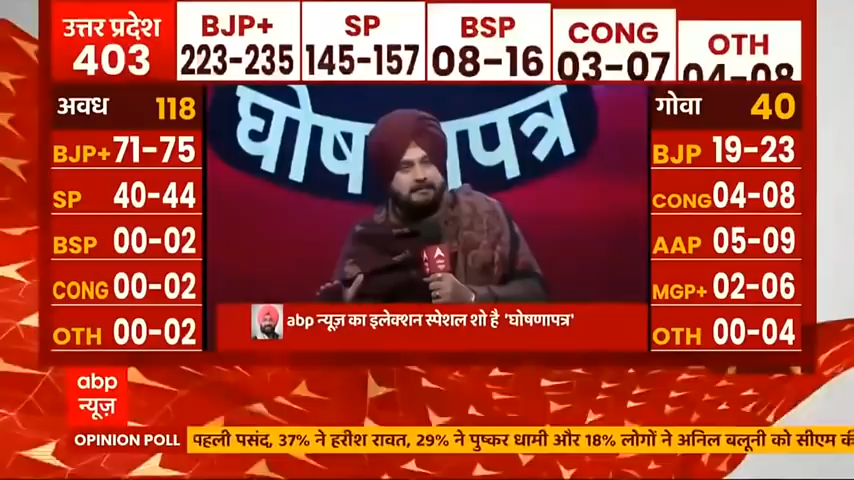 उत्तर प्रदेश
403
BJP+
223-235
SP
145-157
BSP
08-16
CONG
03-07
OTH
04-08
अवध 118
BJP+ 71-75
SP 40-44
BSP 00-02
CONG 00-02
OTH 00-02
घोषणापत्र
गोवा 40
BJP 19-23
CONG 04-08
AAP 05-09
MGP+ 02-06
OTH 00-04
abp न्यूज़ का इलेक्शन स्पेशल शो है 'घोषणापत्र'
abp
न्यूज़
OPINION POLL
पहली पसंद, 37% ने हरीश रावत, 29% ने पुष्कर धामी और 18% लोगों ने अनिल बलूनी को सीएम की